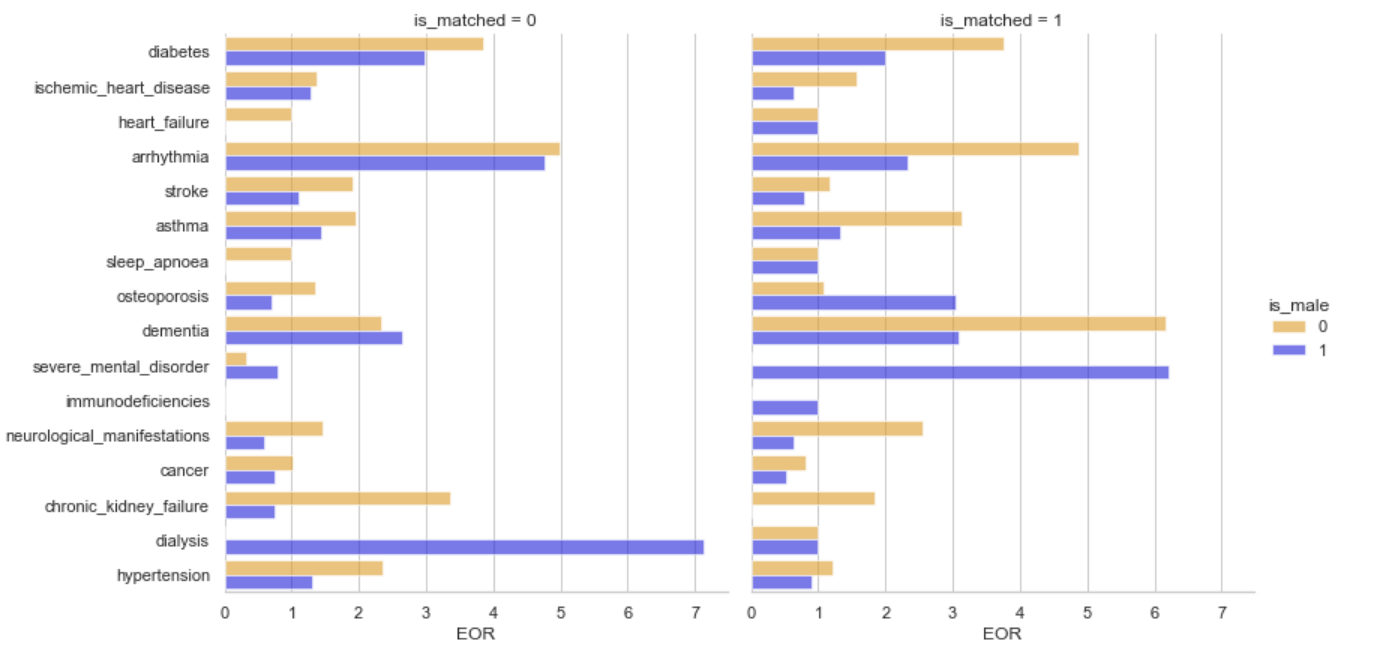 is_matched = 0
is_matched = 1
diabetes
ischemic_heart_disease
heart_failure
arrhythmia
stroke
asthma
sleep_apnoea
osteoporosis
dementia
severe_mental_disorder
immunodeficiencies
neurological_manifestations
cancer
chronic_kidney_failure
dialysis
hypertension
0 1 2 3 4 5 6 7
EOR
0 1 2 3 4 5 6 7
EOR
is_male
0
1